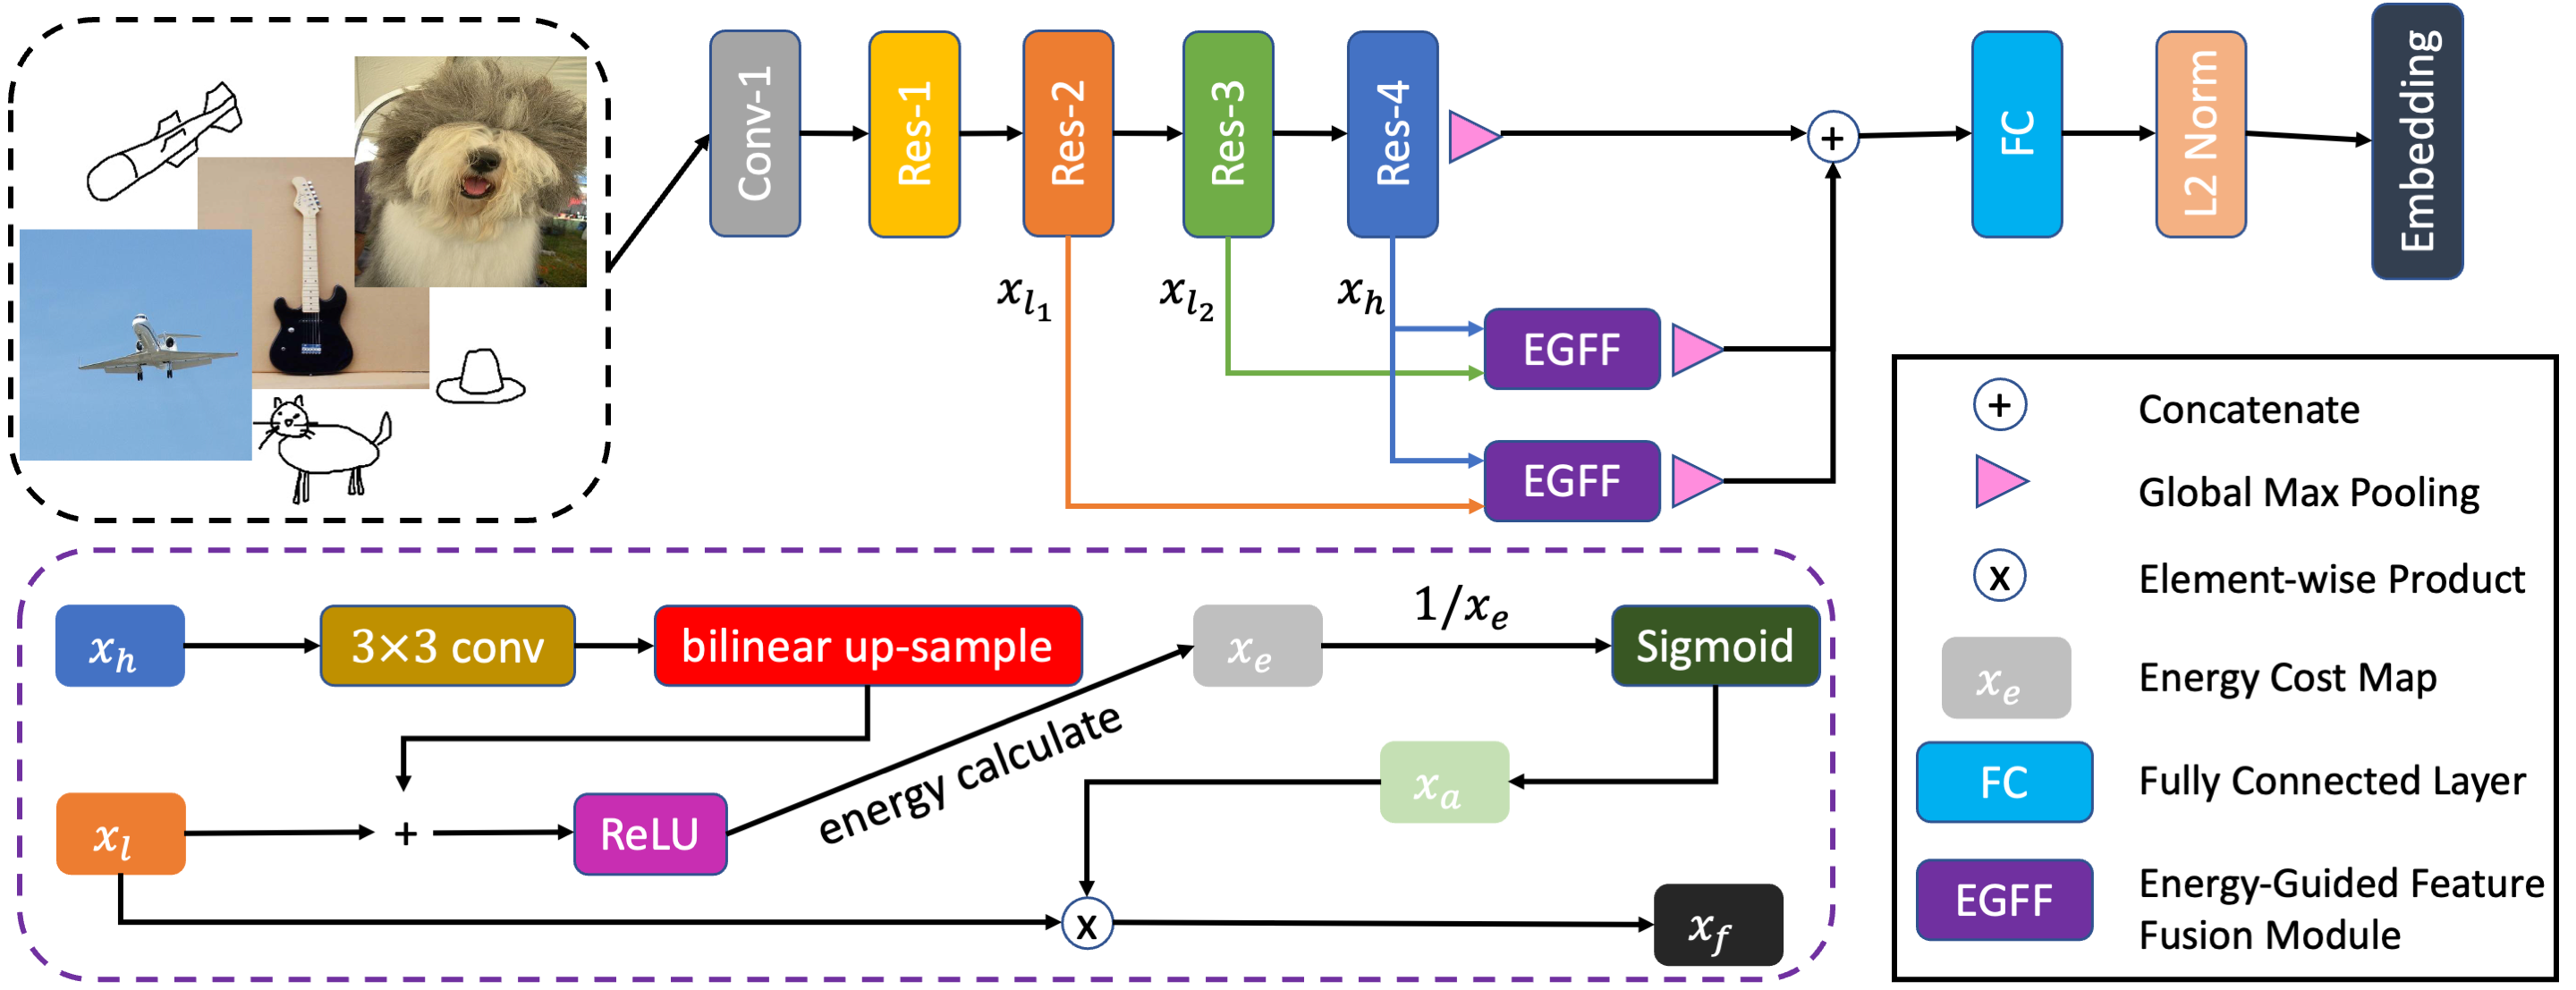 Conv-1
Res-1
Res-2
Res-3
Res-4
+
FC
L2 Norm
Embedding
x_{l_1}
x_{l_2}
x_h
EGFF
EGFF
x_h
3×3 conv
bilinear up-sample
x_e
1/x_e
Sigmoid
energy calculate
x_a
x_l
+
ReLU
x
x_f
+ Concatenate
Global Max Pooling
x Element-wise Product
x_e Energy Cost Map
FC Fully Connected Layer
EGFF Energy-Guided Feature
Fusion Module